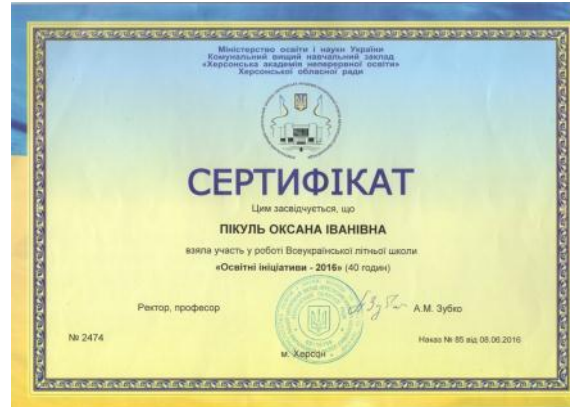 Міністерство освіти і науки України
Комунальний вищий навчальний заклад
«Херсонська академія неперервної освіти»
Херсонської обласної ради
СЕРТИФІКАТ
Цим засвідчується, що
ПІКУЛЬ ОКСАНА ІВАНІВНА
взяла участь у роботі Всеукраїнської літньої школи
«Освітні ініціативи - 2016» (40 годин)
Ректор, професор
А.М. Зубко
№ 2474
Наказ № 85 від 08.06.2016
м. Херсон